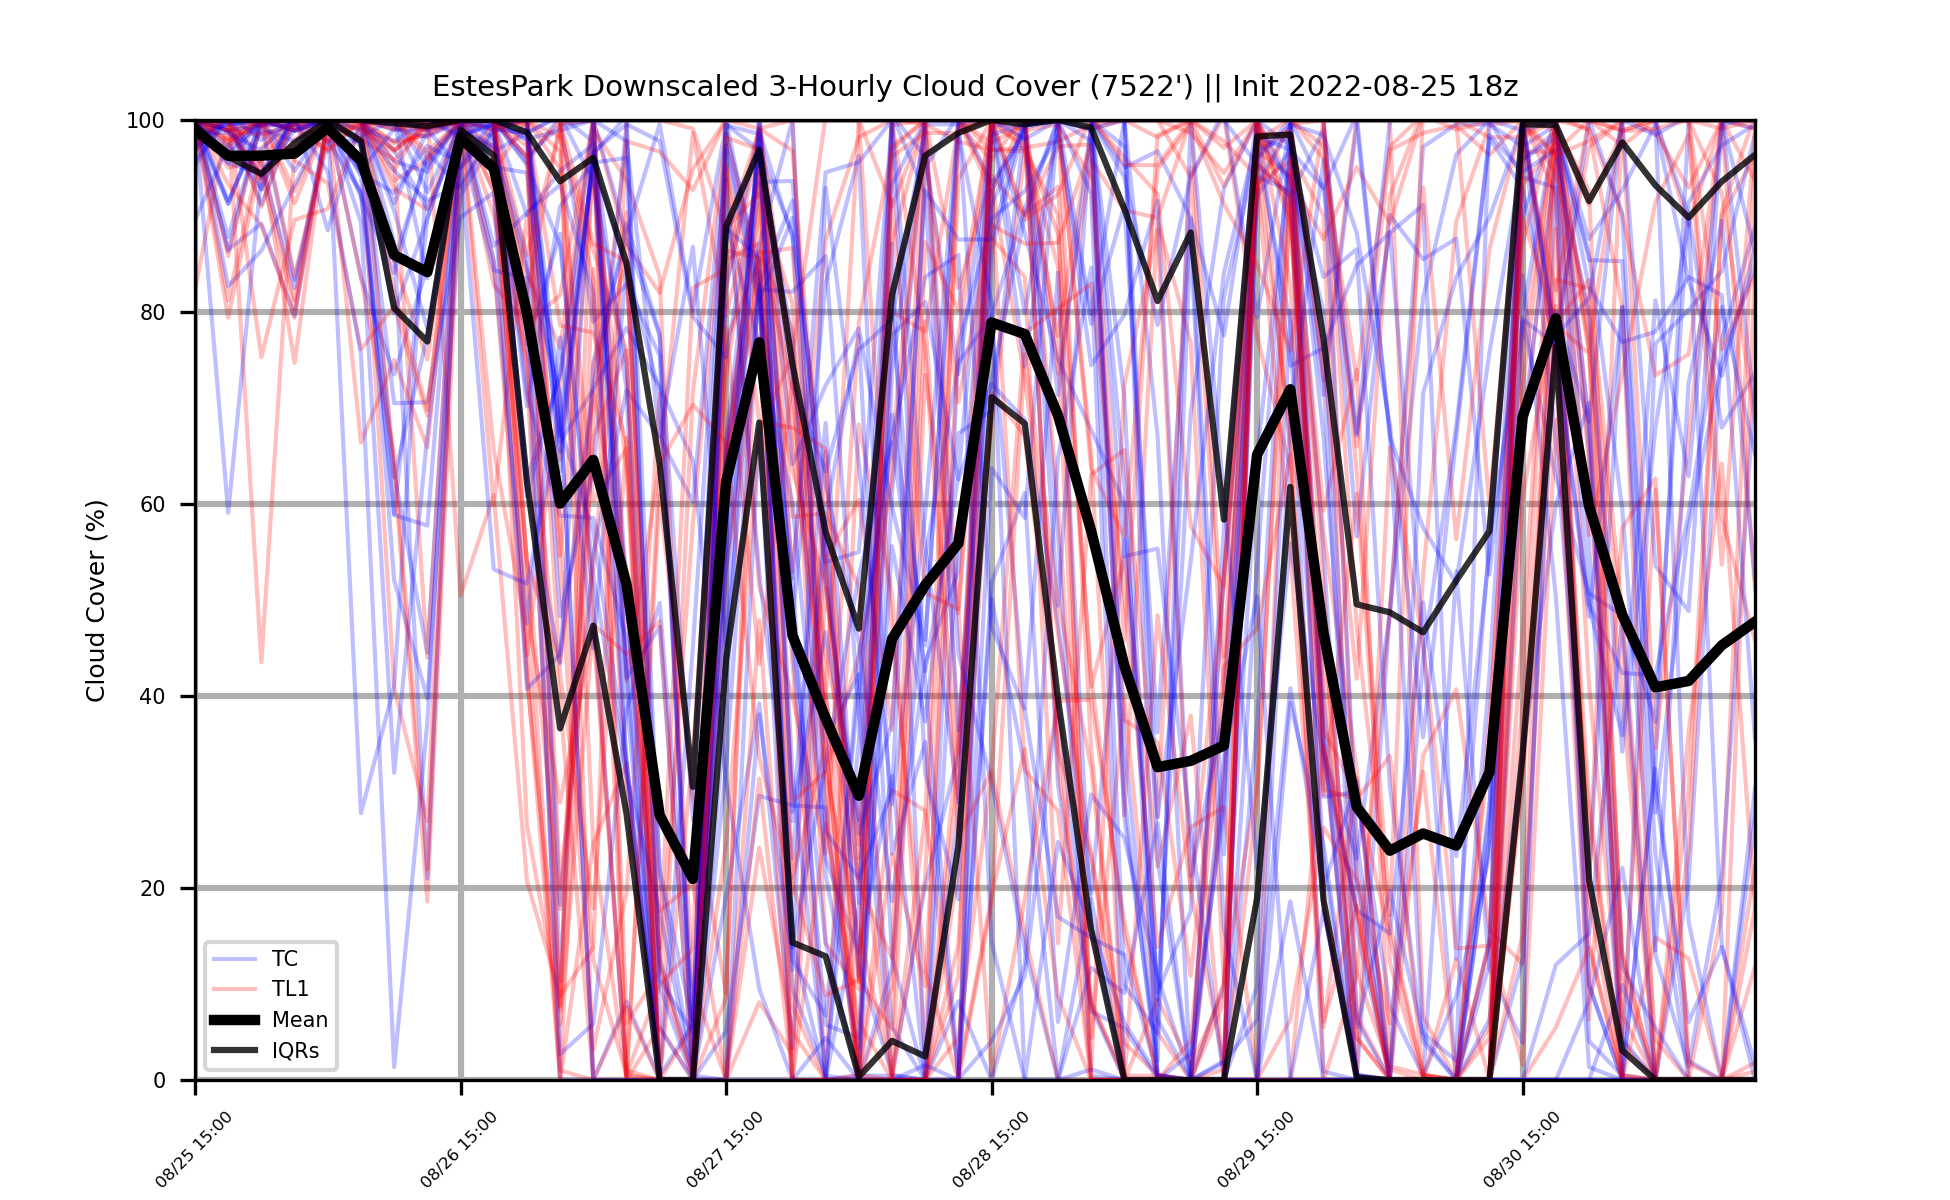 EstesPark Downscaled 3-Hourly Cloud Cover (7522') || Init 2022-08-25 18z
100
80
60
40
20
0
Cloud Cover (%)
TC
TL1
Mean
IQRs
08/25 15:00
08/26 15:00
08/27 15:00
08/28 15:00
08/29 15:00
08/30 15:00